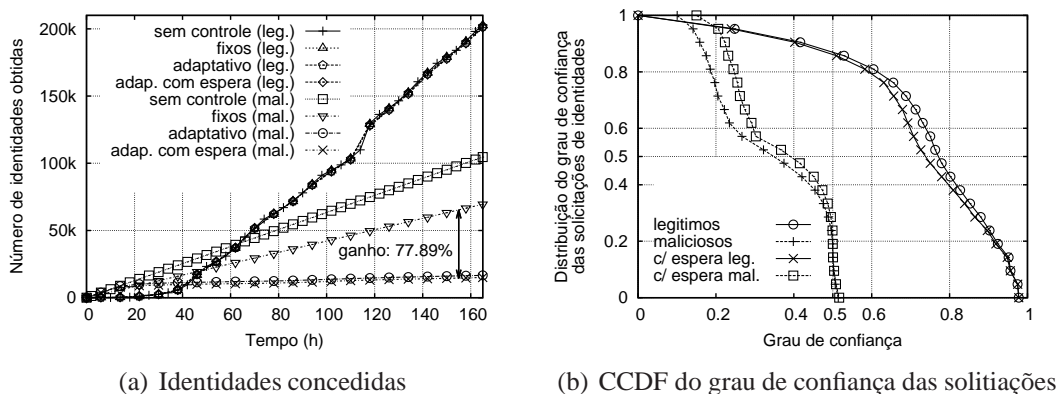 Número de identidades obtidas
200k
150k
100k
50k
0
sem controle (leg.)
fixos (leg.)
adaptativo (leg.)
adap. com espera (leg.)
sem controle (mal.)
fixos (mal.)
adaptativo (mal.)
adap. com espera (mal.)
ganho: 77.89%
0 20 40 60 80 100 120 140 160
Tempo (h)
(a) Identidades concedidas
Distribuição do grau de confiança
das solicitações de identidades
1
0.8
0.6
0.4
0.2
0
legitimos
maliciosos
c/ espera leg.
c/ espera mal.
0 0.2 0.4 0.5 0.6 0.8 1
Grau de confiança
(b) CCDF do grau de confiança das solitiações